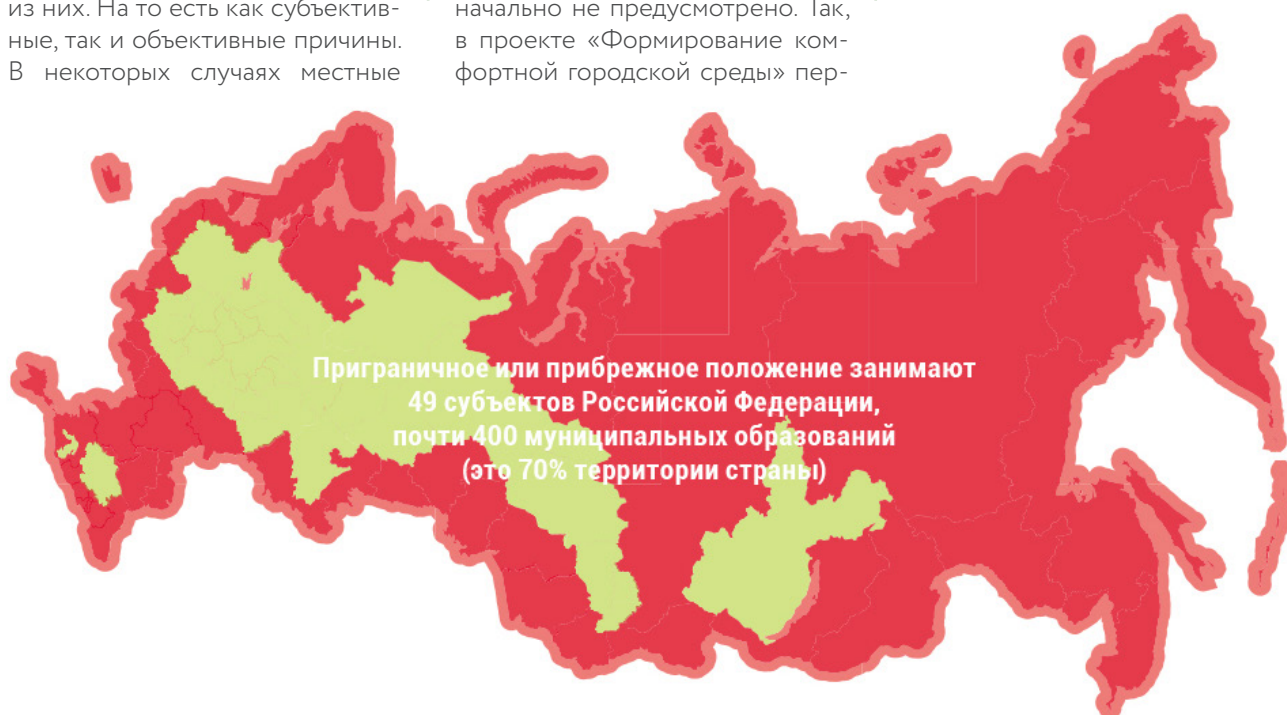 из них. На то есть как субъектив-
ные, так и объективные причины.
В некоторых случаях местные
начально не предусмотрено. Так,
в проекте «Формирование ком-
фортной городской среды» пер-
Приграничное или прибрежное положение занимают
49 субъектов Российской Федерации,
почти 400 муниципальных образований
(это 70% территории страны)